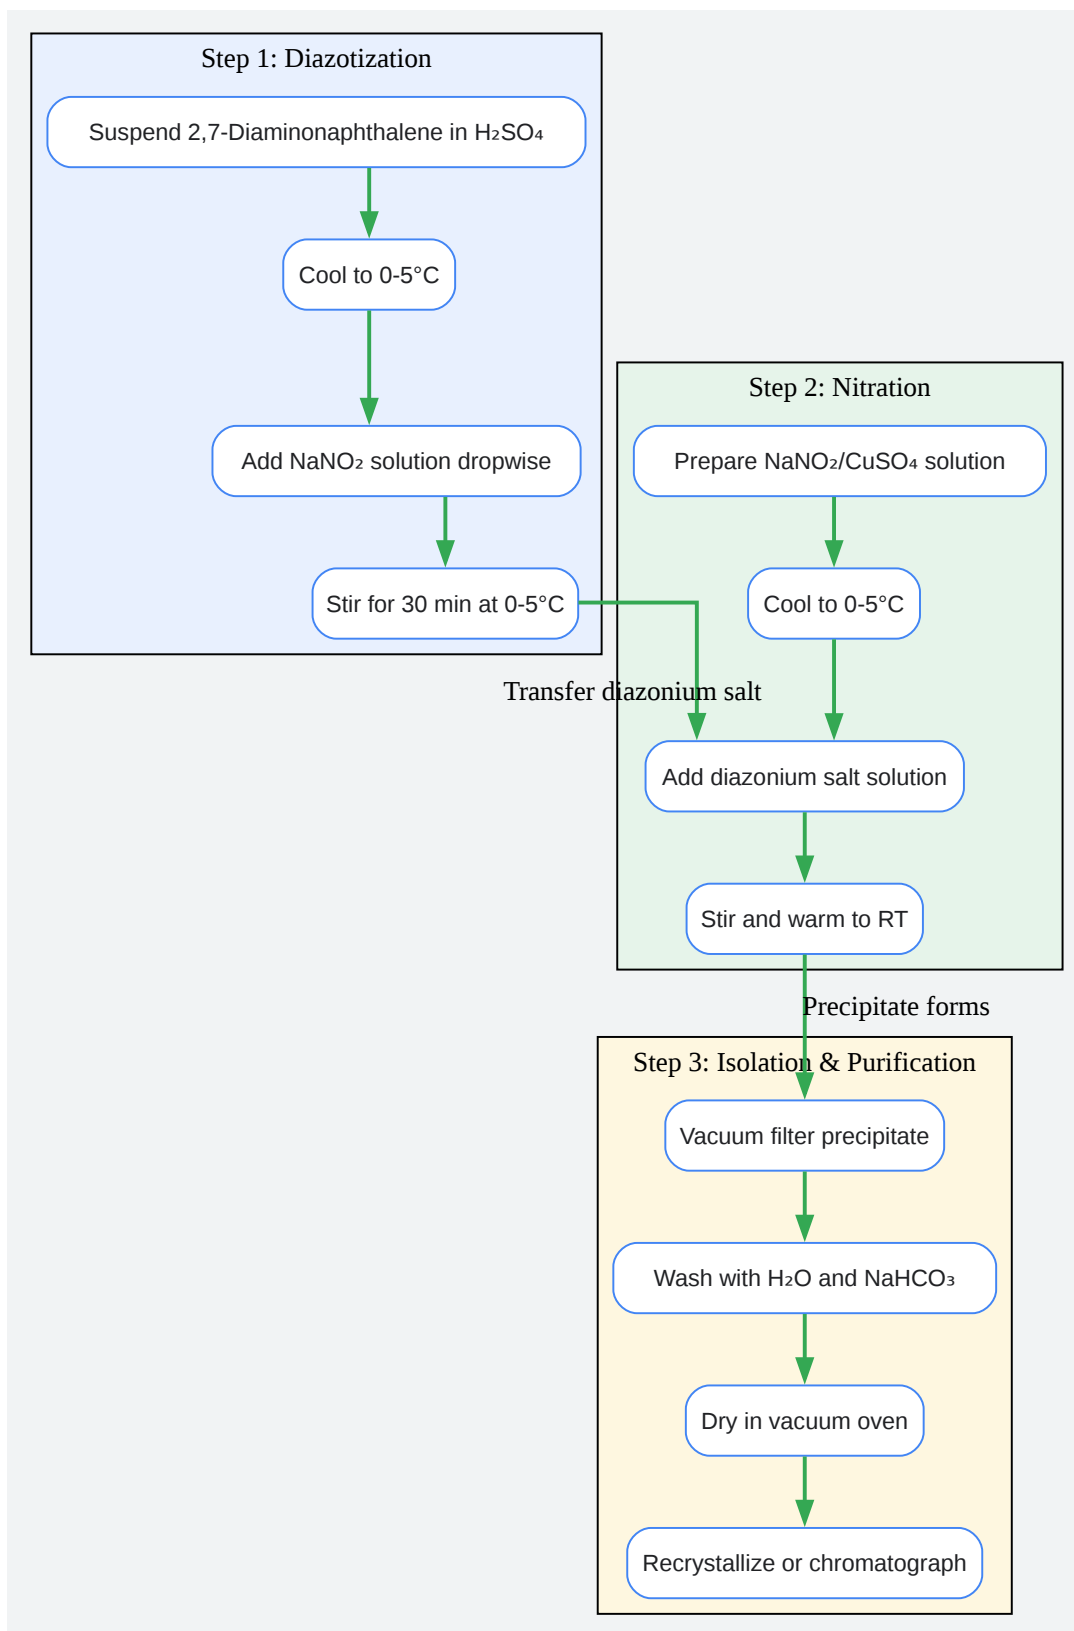 Step 1: Diazotization
Suspend 2,7-Diaminonaphthalene in H₂SO₄
Cool to 0-5°C
Add NaNO₂ solution dropwise
Stir for 30 min at 0-5°C
Transfer diazonium salt
Step 2: Nitration
Prepare NaNO₂/CuSO₄ solution
Cool to 0-5°C
Add diazonium salt solution
Stir and warm to RT
Precipitate forms
Step 3: Isolation & Purification
Vacuum filter precipitate
Wash with H₂O and NaHCO₃
Dry in vacuum oven
Recrystallize or chromatograph